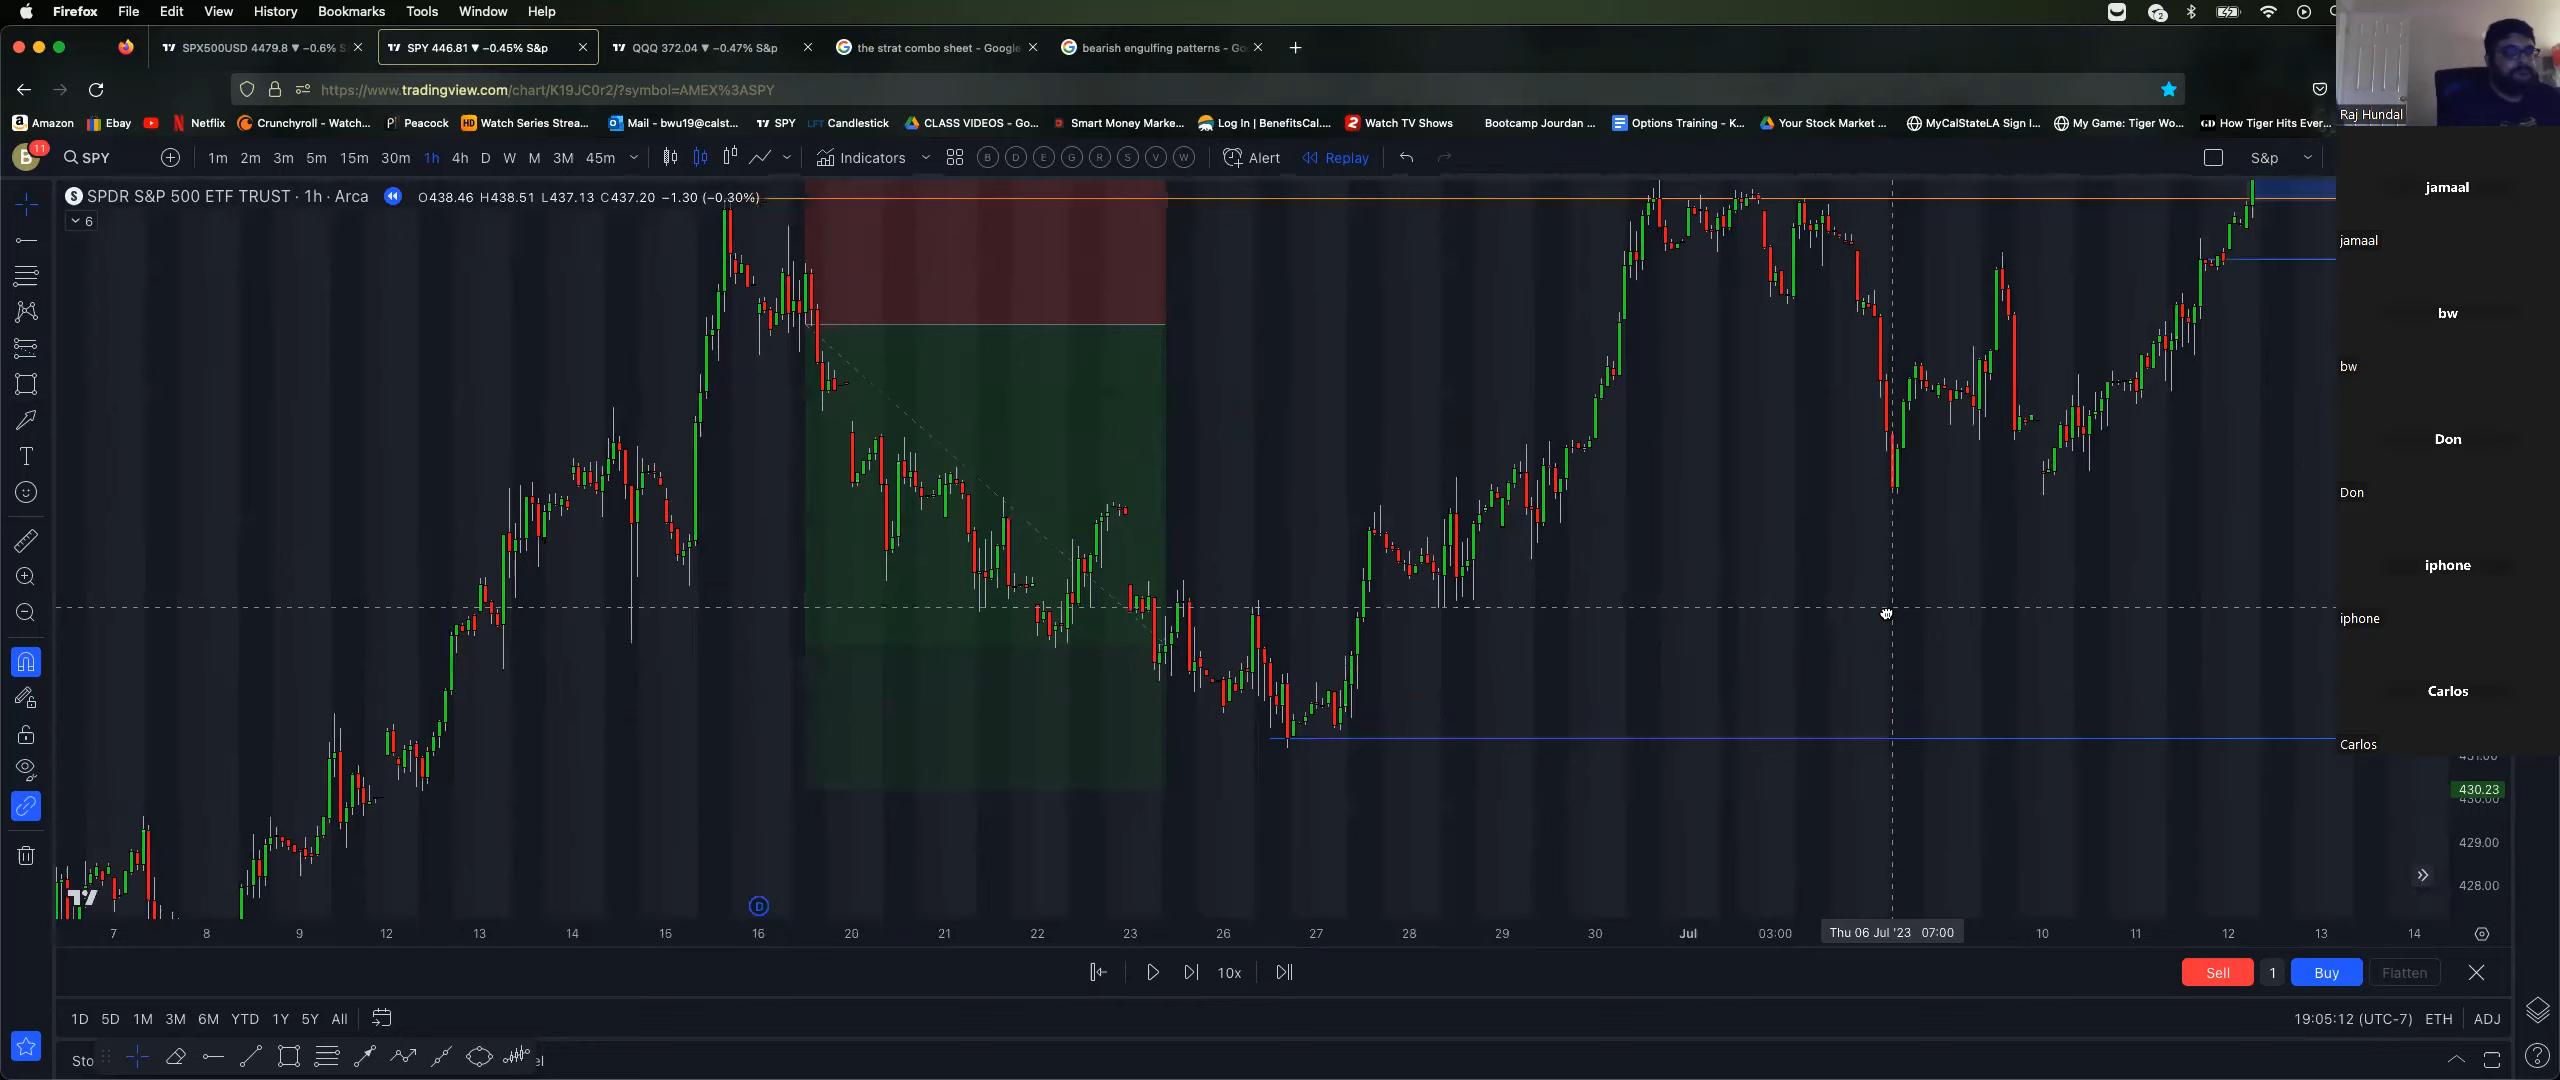 Firefox File Edit View History Bookmarks Tools Window Help
SPX500USD 4479.8 ▼ −0.6% S
SPY 446.81 ▼ −0.45% S&p
QQQ 372.04 ▼ −0.47% S&p
the strat combo sheet - Google
bearish engulfing patterns - Go
https://www.tradingview.com/chart/K19JC0r2/?symbol=AMEX%3ASPY
Amazon Ebay Netflix Crunchyroll - Watch... Peacock Watch Series Strea... Mail - bwu19@calst... SPY Candlestick CLASS VIDEOS - Go... Smart Money Marke... Log In | BenefitsCal.... Watch TV Shows Bootcamp Jourdan ... Options Training - K... Your Stock Market ... MyCalStateLA Sign I... My Game: Tiger Wo... How Tiger Hits Ever...
Raj Hundal
B 11 SPY 1m 2m 3m 5m 15m 30m 1h 4h D W M 3M 45m Indicators B D E G R S V W Alert Replay S&p
SPDR S&P 500 ETF TRUST · 1h · Arca O438.46 H438.51 L437.13 C437.20 −1.30 (−0.30%)
6
jamaal
jamaal
bw
bw
Don
Don
iphone
iphone
Carlos
Carlos
430.23
429.00
428.00
D
7 8 9 12 13 14 15 16 20 21 22 23 26 27 28 29 30 Jul 03:00 Thu 06 Jul '23 07:00 10 11 12 13 14
10x
Sell 1 Buy Flatten
1D 5D 1M 3M 6M YTD 1Y 5Y All
19:05:12 (UTC-7) ETH ADJ
Sto
el